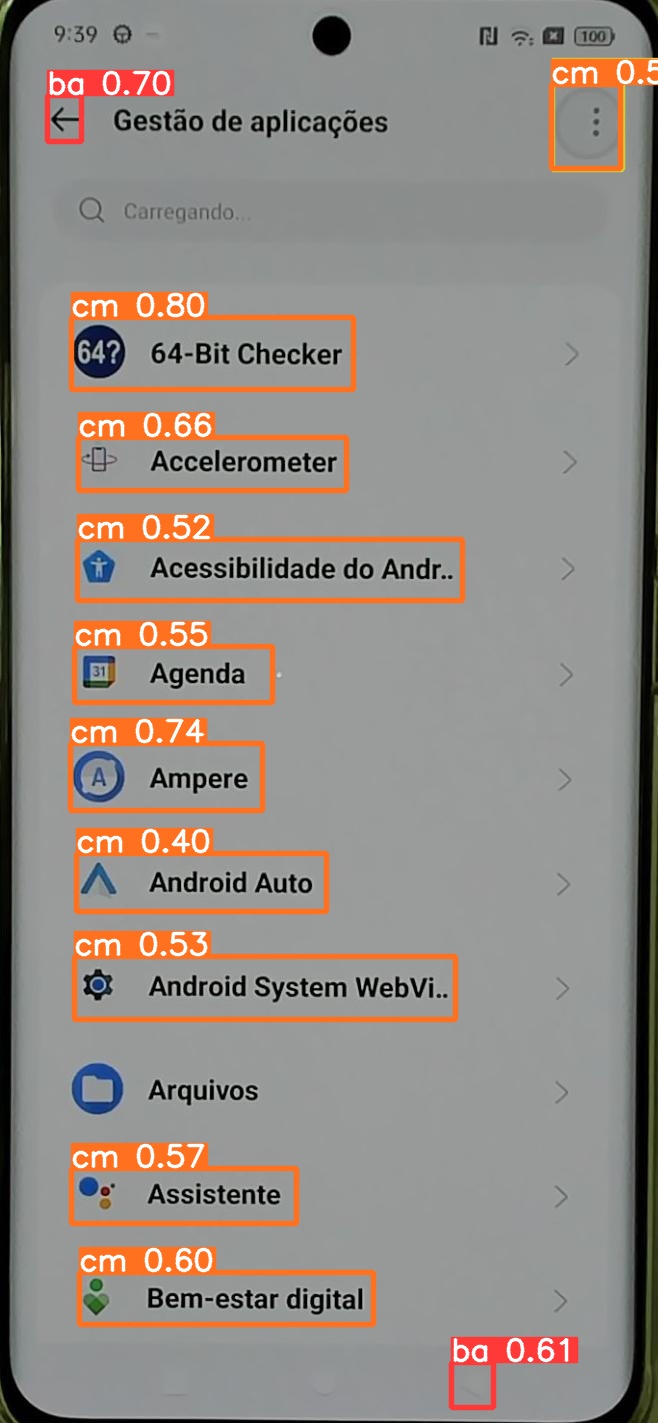 9:39
100
ba 0.70
cm 0.5
Gestão de aplicações
Carregando...
cm 0.80
64? 64-Bit Checker
cm 0.66
Accelerometer
cm 0.52
Acessibilidade do Andr..
cm 0.55
31 Agenda
cm 0.74
A Ampere
cm 0.40
Android Auto
cm 0.53
Android System WebVi..
Arquivos
cm 0.57
Assistente
cm 0.60
Bem-estar digital
ba 0.61